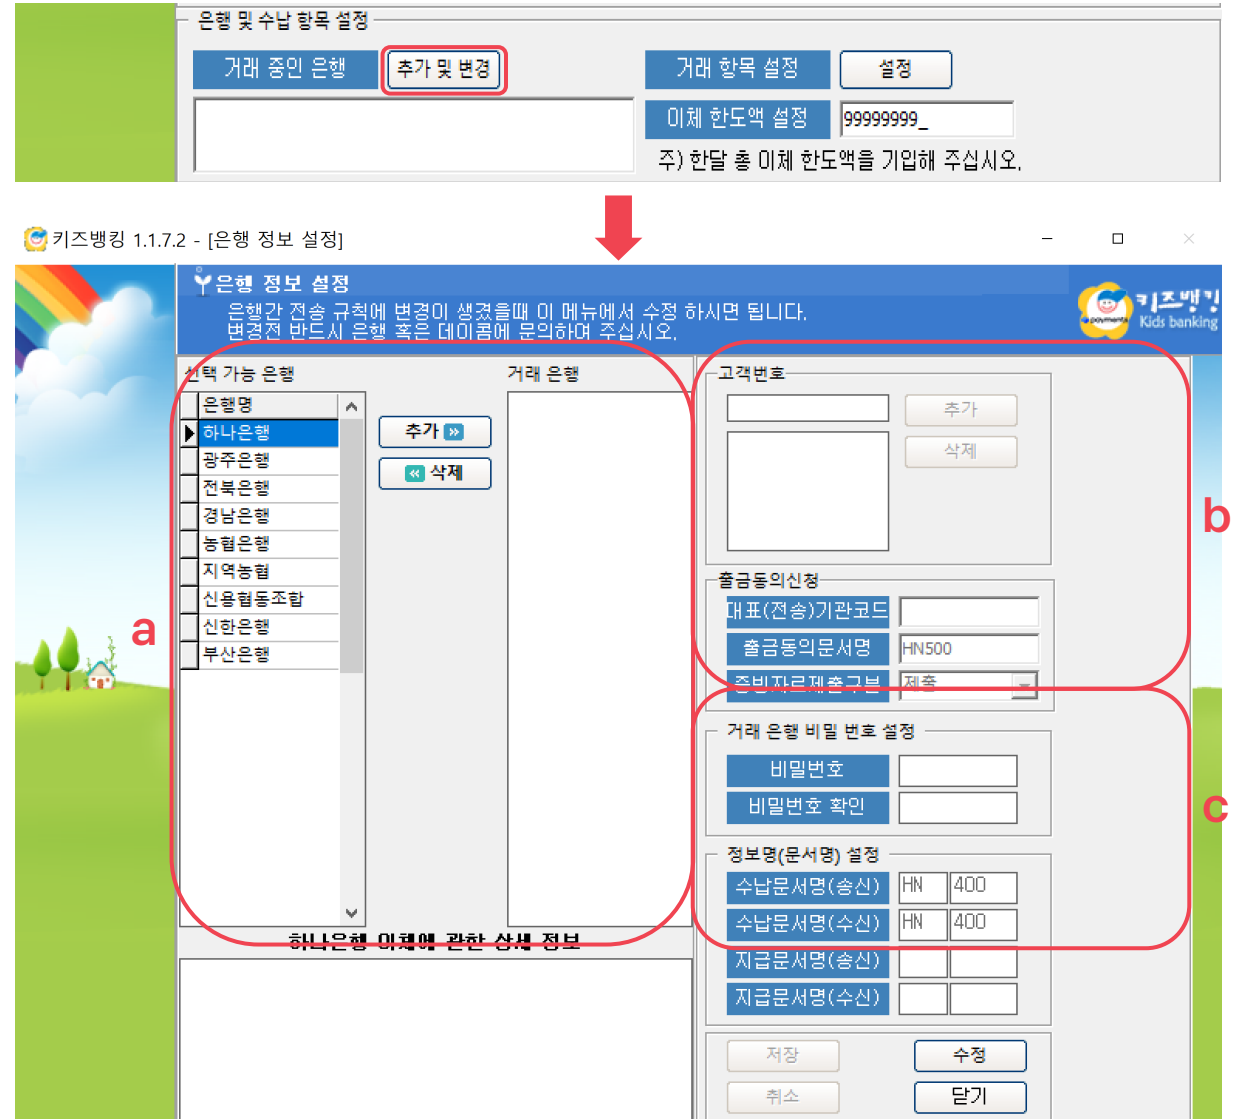 은행 및 수납 항목 설정
거래 중인 은행 추가 및 변경 거래 항목 설정 설정
이체 한도액 설정 99999999_
주) 한달 총 이체 한도액을 기입해 주십시오.
키즈뱅킹 1.1.7.2 - [은행 정보 설정]
은행 정보 설정
은행간 전송 규칙에 변경이 생겼을때 이 메뉴에서 수정 하시면 됩니다.
변경전 반드시 은행 혹은 데이콤에 문의하여 주십시오.
키즈뱅킹
Kids banking
payments
선택 가능 은행
은행명
하나은행
광주은행
전북은행
경남은행
농협은행
지역농협
신용협동조합
신한은행
부산은행
추가
삭제
거래 은행
a
하나은행 이체에 관한 상세 정보
고객번호
추가
삭제
b
출금동의신청
대표(전송)기관코드
출금동의문서명 HN500
증빙자료제출구분 제출
거래 은행 비밀 번호 설정
비밀번호
비밀번호 확인
c
정보명(문서명) 설정
수납문서명(송신) HN 400
수납문서명(수신) HN 400
지급문서명(송신)
지급문서명(수신)
저장 수정
취소 닫기